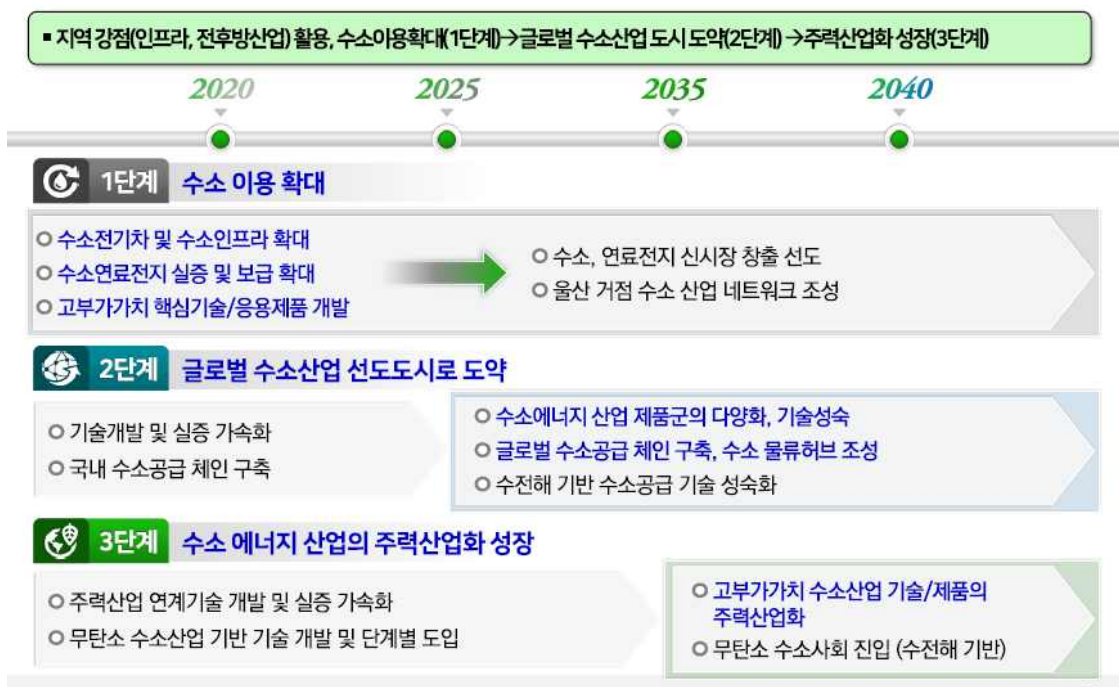 ▪ 지역 강점(인프라, 전후방산업) 활용, 수소이용확대(1단계)→글로벌 수소산업 도시 도약(2단계) →주력산업화 성장(3단계)
2020 2025 2035 2040
1단계 수소 이용 확대
○ 수소전기차 및 수소인프라 확대
○ 수소연료전지 실증 및 보급 확대
○ 고부가가치 핵심기술/응용제품 개발
○ 수소, 연료전지 신시장 창출 선도
○ 울산 거점 수소 산업 네트워크 조성
2단계 글로벌 수소산업 선도도시로 도약
○ 기술개발 및 실증 가속화
○ 국내 수소공급 체인 구축
○ 수소에너지 산업 제품군의 다양화, 기술성숙
○ 글로벌 수소공급 체인 구축, 수소 물류허브 조성
○ 수전해 기반 수소공급 기술 성숙화
3단계 수소 에너지 산업의 주력산업화 성장
○ 주력산업 연계기술 개발 및 실증 가속화
○ 무탄소 수소산업 기반 기술 개발 및 단계별 도입
○ 고부가가치 수소산업 기술/제품의
주력산업화
○ 무탄소 수소사회 진입 (수전해 기반)